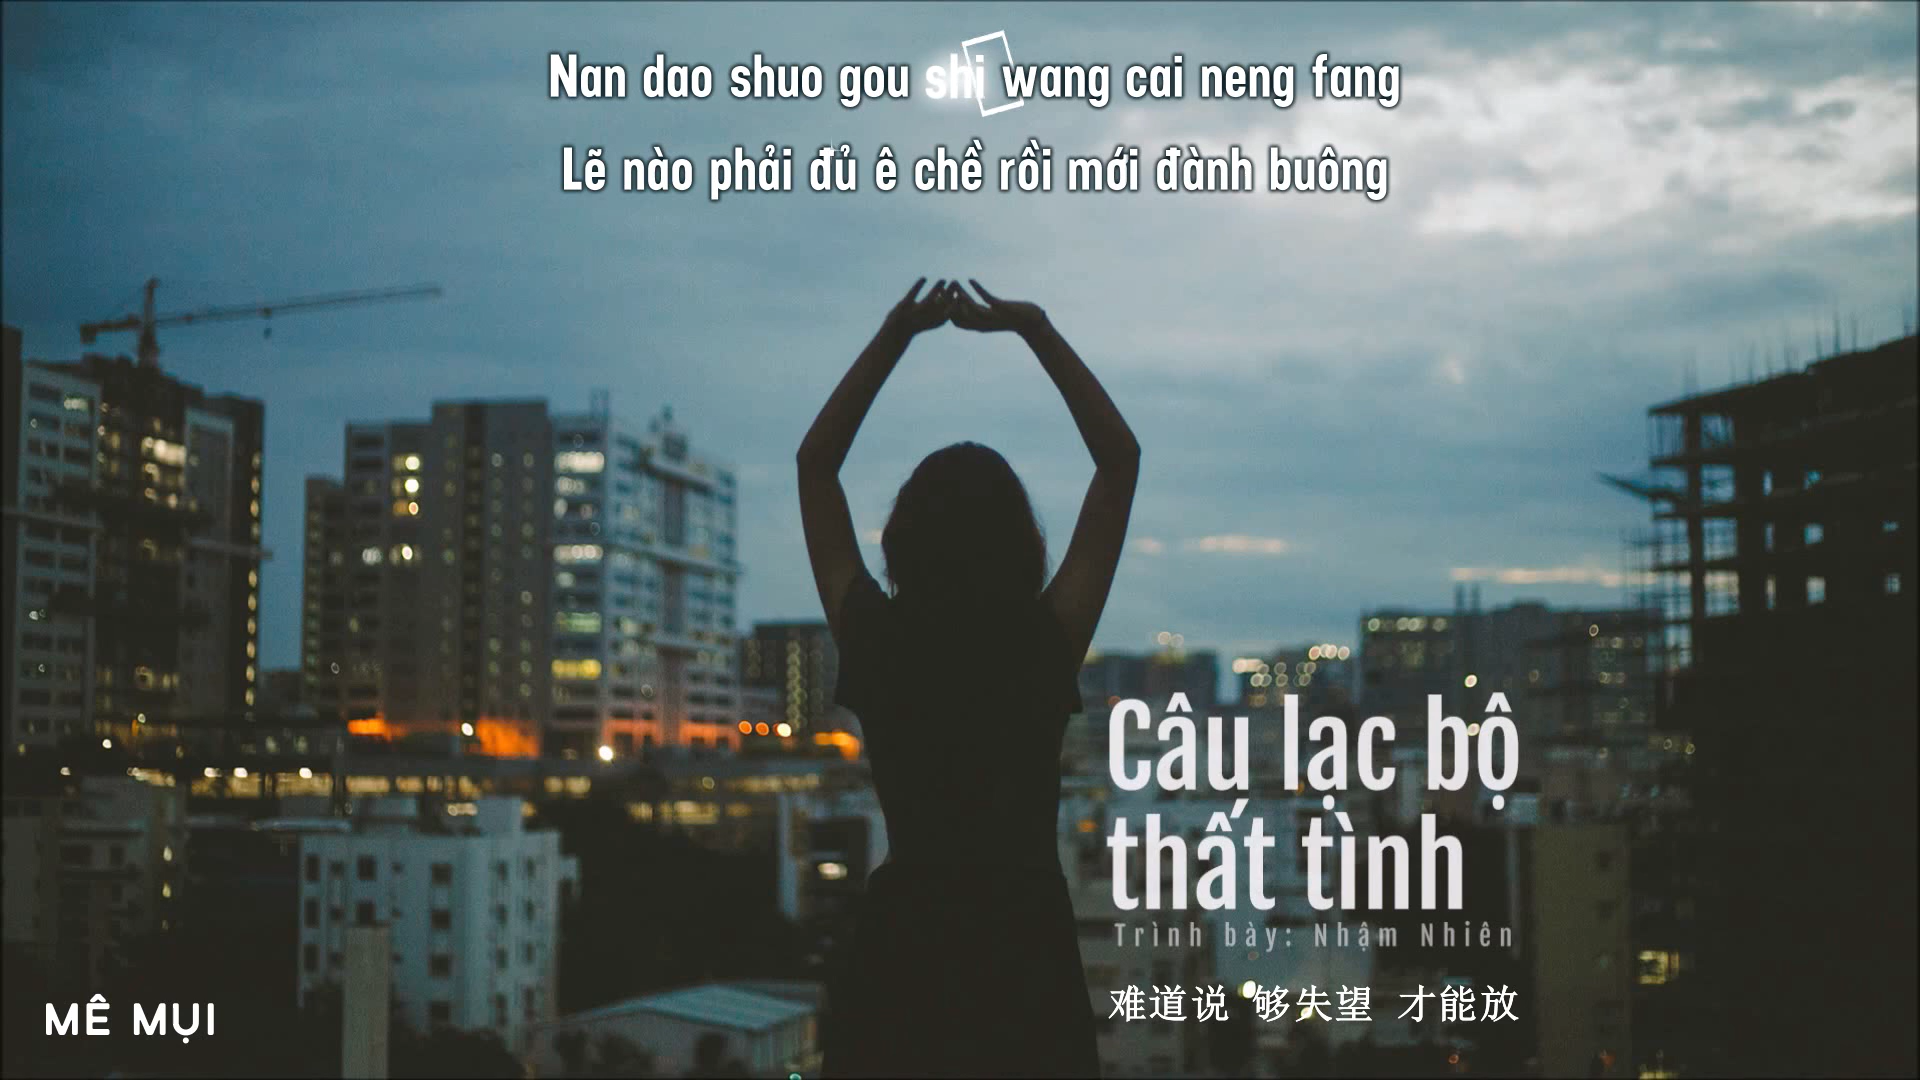 Nan dao shuo gou shi wang cai neng fang
Lẽ nào phải đủ ê chề rồi mới đành buông
Câu lạc bộ
thất tình
Trình bày: Nhậm Nhiên
难道说 够失望 才能放
MÊ MỤI